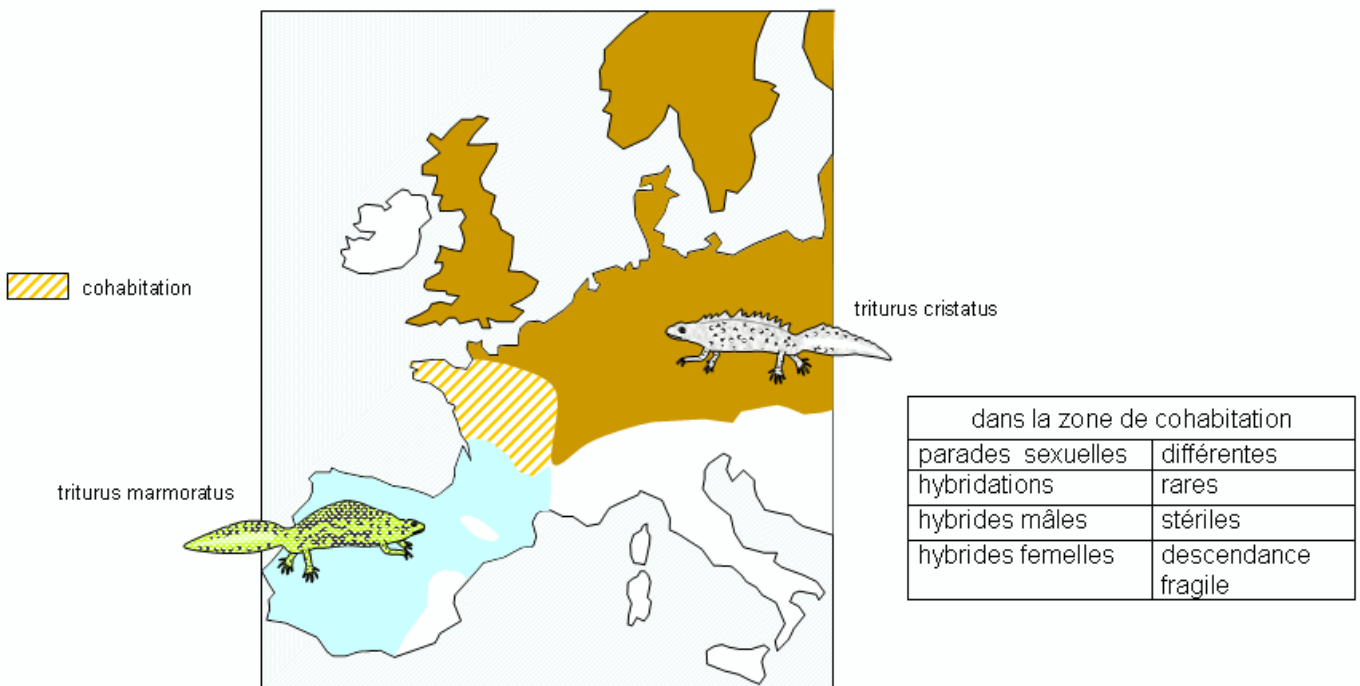 cohabitation
triturus cristatus
triturus marmoratus
dans la zone de cohabitation
parades sexuelles différentes
hybridations rares
hybrides mâles stériles
hybrides femelles descendance
fragile